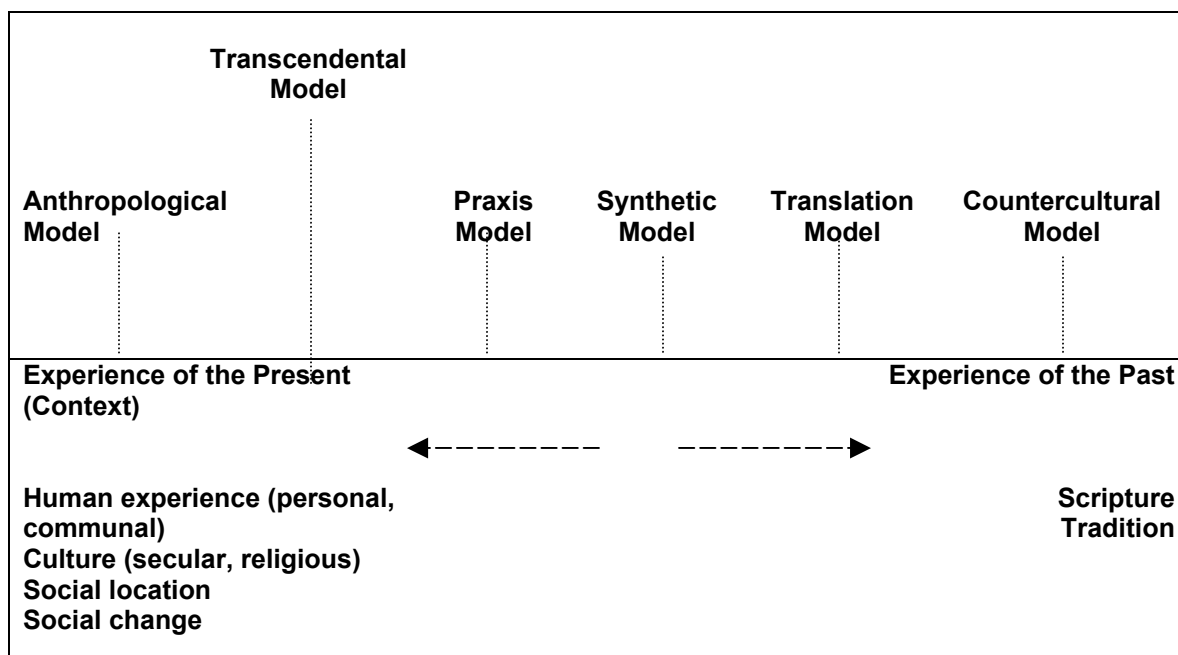 Transcendental
Model
Anthropological
Model
Praxis
Model
Synthetic
Model
Translation
Model
Countercultural
Model
Experience of the Present
(Context)
Experience of the Past
Human experience (personal,
communal)
Culture (secular, religious)
Social location
Social change
Scripture
Tradition